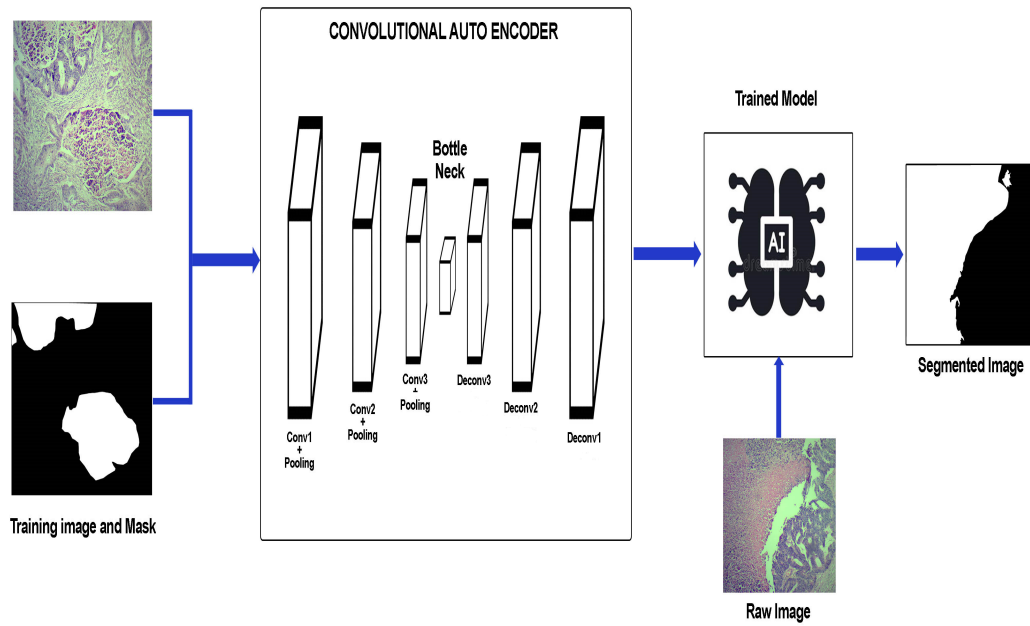 CONVOLUTIONAL AUTO ENCODER
Bottle
Neck
Conv1
+
Pooling
Conv2
+
Pooling
Conv3
+
Pooling
Deconv3
Deconv2
Deconv1
Training image and Mask
Trained Model
AI
Segmented Image
Raw Image